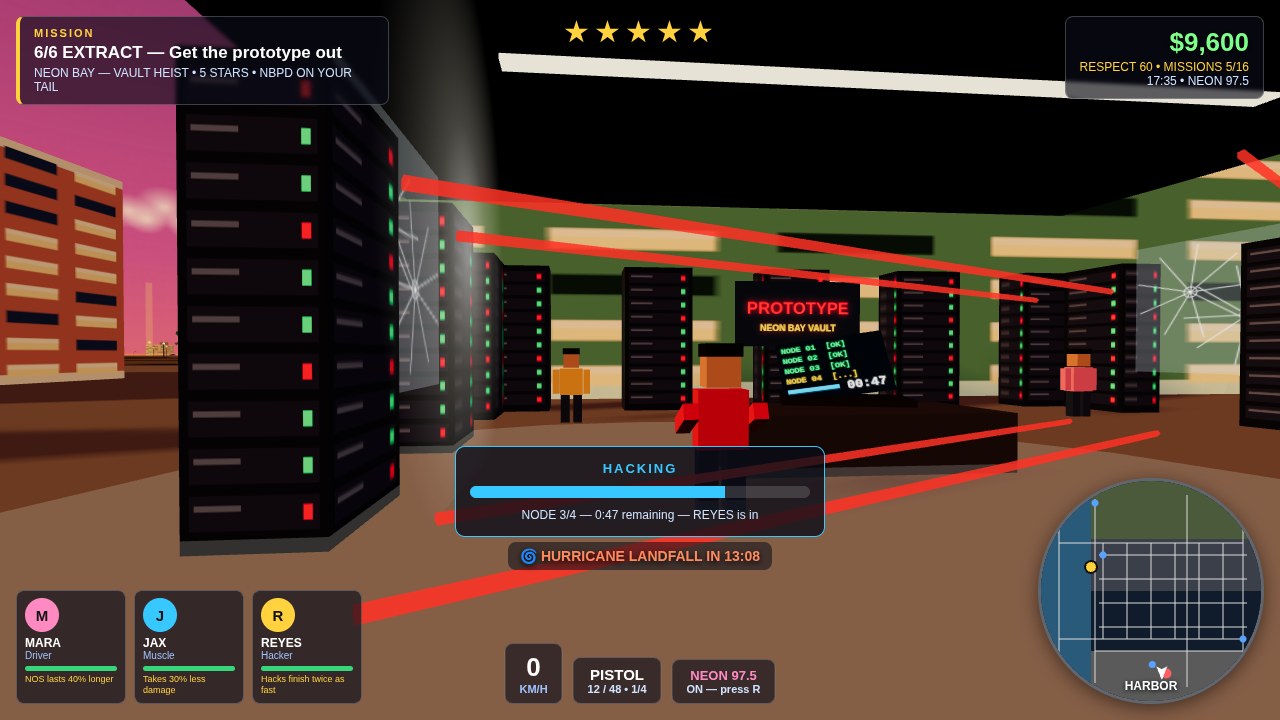 MISSION
6/6 EXTRACT — Get the prototype out
NEON BAY — VAULT HEIST • 5 STARS • NBPD ON YOUR
TAIL
★ ★ ★ ★ ★
$9,600
RESPECT 60 • MISSIONS 5/16
17:35 • NEON 97.5
PROTOTYPE
NEON BAY VAULT
NODE 01 [OK]
NODE 02 [OK]
NODE 03 [OK]
NODE 04 [...]
00:47
HACKING
NODE 3/4 — 0:47 remaining — REYES is in
🌀 HURRICANE LANDFALL IN 13:08
M
MARA
Driver
NOS lasts 40% longer
J
JAX
Muscle
Takes 30% less
damage
R
REYES
Hacker
Hacks finish twice as
fast
0
KM/H
PISTOL
12 / 48 • 1/4
NEON 97.5
ON — press R
HARBOR